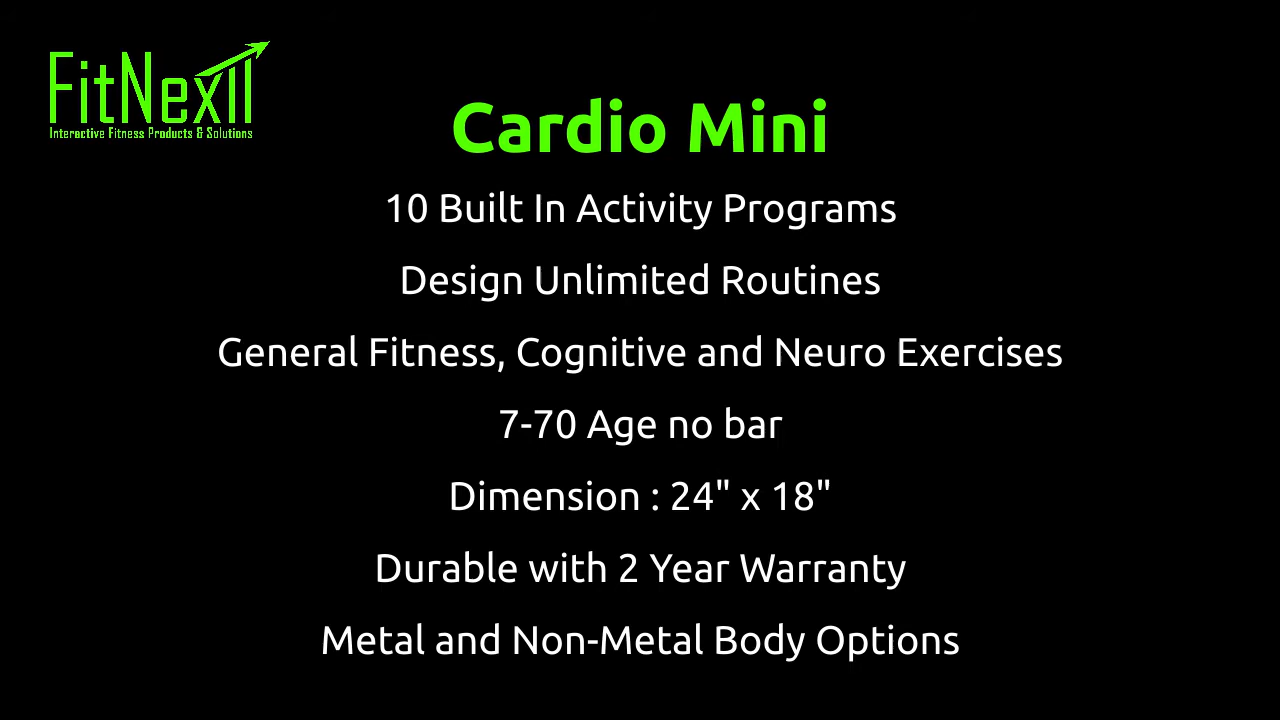 FitNexII
Interactive Fitness Products & Solutions
Cardio Mini
10 Built In Activity Programs
Design Unlimited Routines
General Fitness, Cognitive and Neuro Exercises
7-70 Age no bar
Dimension : 24" x 18"
Durable with 2 Year Warranty
Metal and Non-Metal Body Options